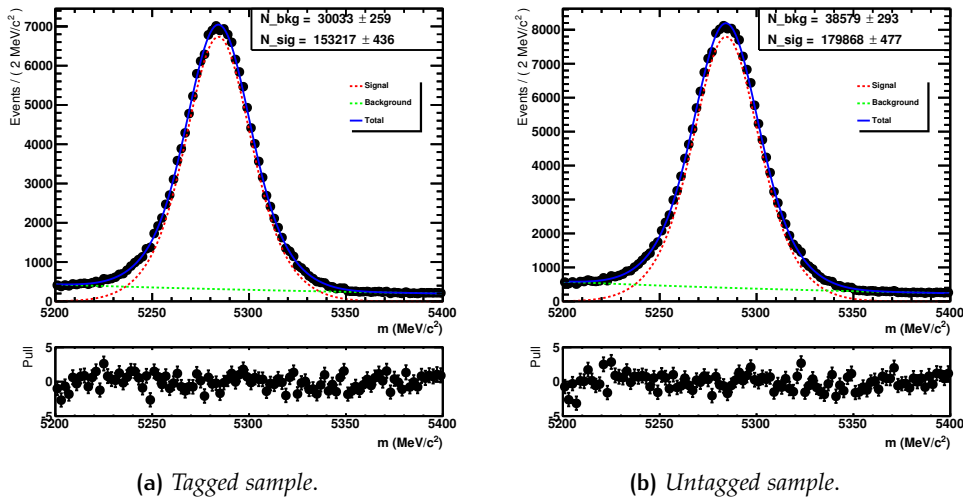 N_bkg = 30033 ± 259
N_sig = 153217 ± 436
Signal
Background
Total
Events / ( 2 MeV/c²)
7000
6000
5000
4000
3000
2000
1000
0
5200 5250 5300 5350 5400
m (MeV/c²)
Pull
5
0
-5
5200 5250 5300 5350 5400
m (MeV/c²)
(a) Tagged sample.
N_bkg = 38579 ± 293
N_sig = 179868 ± 477
Signal
Background
Total
Events / ( 2 MeV/c²)
8000
7000
6000
5000
4000
3000
2000
1000
0
5200 5250 5300 5350 5400
m (MeV/c²)
Pull
5
0
-5
5200 5250 5300 5350 5400
m (MeV/c²)
(b) Untagged sample.